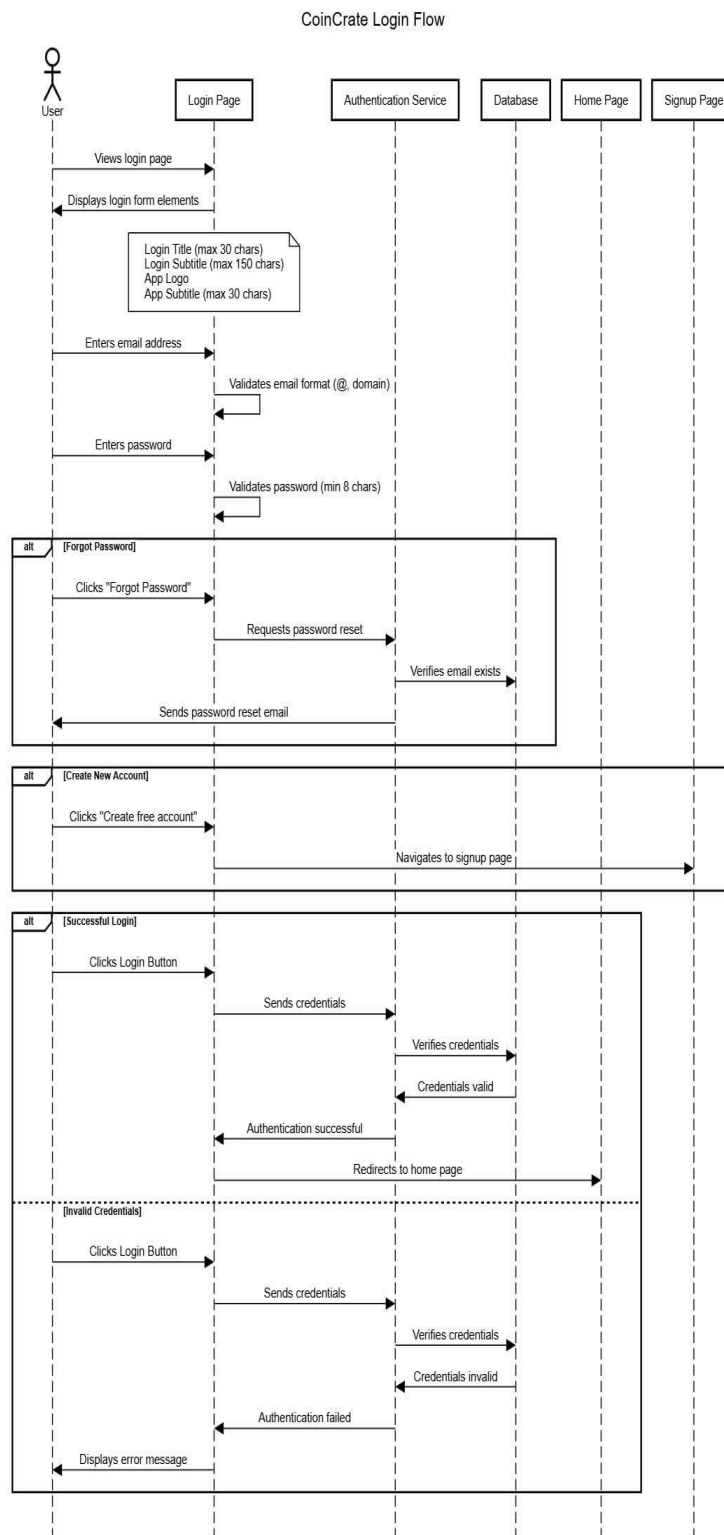 CoinCrate Login Flow
User
Login Page
Authentication Service
Database
Home Page
Signup Page
Views login page
Displays login form elements
Login Title (max 30 chars)
Login Subtitle (max 150 chars)
App Logo
App Subtitle (max 30 chars)
Enters email address
Validates email format (@, domain)
Enters password
Validates password (min 8 chars)
alt [Forgot Password]
Clicks "Forgot Password"
Requests password reset
Verifies email exists
Sends password reset email
alt [Create New Account]
Clicks "Create free account"
Navigates to signup page
alt [Successful Login]
Clicks Login Button
Sends credentials
Verifies credentials
Credentials valid
Authentication successful
Redirects to home page
[Invalid Credentials]
Clicks Login Button
Sends credentials
Verifies credentials
Credentials invalid
Authentication failed
Displays error message